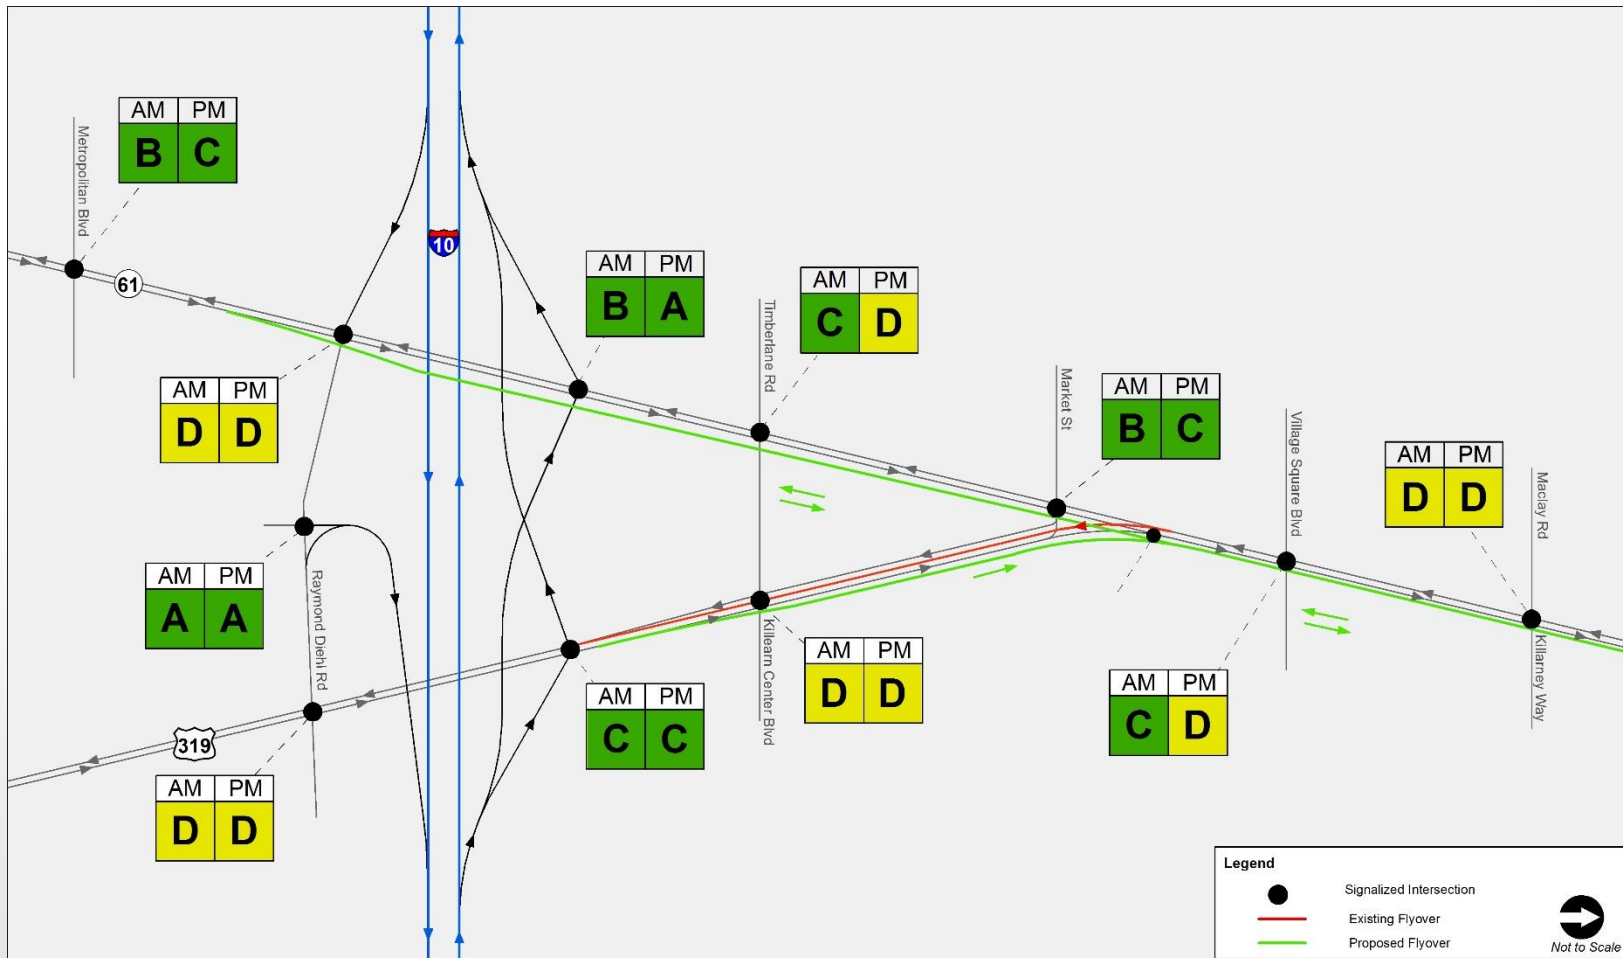 AM PM
B C
Metropolitan Blvd
61
10
AM PM
B A
AM PM
C D
Timberlane Rd
AM PM
D D
Market St
AM PM
B C
Village Square Blvd
AM PM
D D
Maclay Rd
AM PM
A A
Raymond Diehl Rd
Killearn Center Blvd
AM PM
D D
Killarney Way
AM PM
C C
AM PM
C D
319
AM PM
D D
Legend
Signalized Intersection
Existing Flyover
Proposed Flyover
Not to Scale